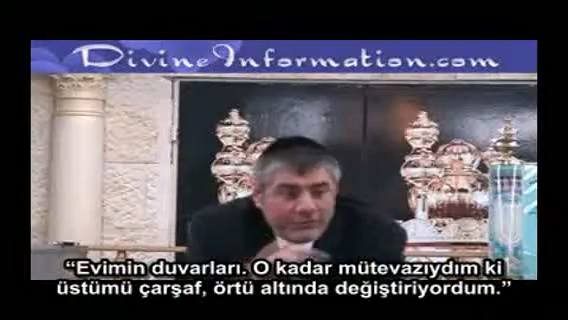 DivineInformation.com
“Evimin duvarları. O kadar mütevazıydım ki
üstümü çarşaf, örtü altında değiştiriyordum.”